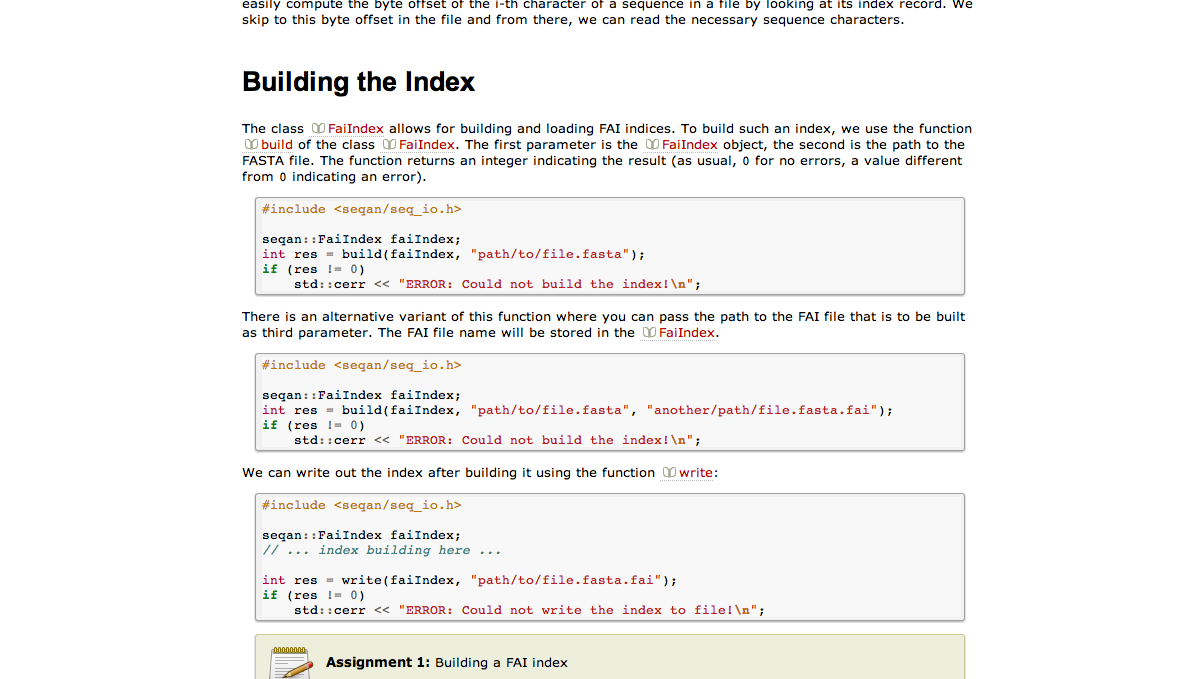 easily compute the byte offset of the i-th character of a sequence in a file by looking at its index record. We
skip to this byte offset in the file and from there, we can read the necessary sequence characters.
Building the Index
The class FaiIndex allows for building and loading FAI indices. To build such an index, we use the function
build of the class FaiIndex. The first parameter is the FaiIndex object, the second is the path to the
FASTA file. The function returns an integer indicating the result (as usual, 0 for no errors, a value different
from 0 indicating an error).
#include <seqan/seq_io.h>
seqan::FaiIndex faiIndex;
int res = build(faiIndex, "path/to/file.fasta");
if (res != 0)
    std::cerr << "ERROR: Could not build the index!\n";
There is an alternative variant of this function where you can pass the path to the FAI file that is to be built
as third parameter. The FAI file name will be stored in the FaiIndex.
#include <seqan/seq_io.h>
seqan::FaiIndex faiIndex;
int res = build(faiIndex, "path/to/file.fasta", "another/path/file.fasta.fai");
if (res != 0)
    std::cerr << "ERROR: Could not build the index!\n";
We can write out the index after building it using the function write:
#include <seqan/seq_io.h>
seqan::FaiIndex faiIndex;
// ... index building here ...
int res = write(faiIndex, "path/to/file.fasta.fai");
if (res != 0)
    std::cerr << "ERROR: Could not write the index to file!\n";
Assignment 1: Building a FAI index